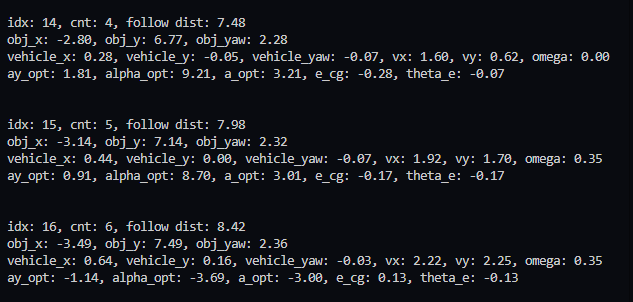 idx: 14, cnt: 4, follow dist: 7.48
obj_x: -2.80, obj_y: 6.77, obj_yaw: 2.28
vehicle_x: 0.28, vehicle_y: -0.05, vehicle_yaw: -0.07, vx: 1.60, vy: 0.62, omega: 0.00
ay_opt: 1.81, alpha_opt: 9.21, a_opt: 3.21, e_cg: -0.28, theta_e: -0.07
idx: 15, cnt: 5, follow dist: 7.98
obj_x: -3.14, obj_y: 7.14, obj_yaw: 2.32
vehicle_x: 0.44, vehicle_y: 0.00, vehicle_yaw: -0.07, vx: 1.92, vy: 1.70, omega: 0.35
ay_opt: 0.91, alpha_opt: 8.70, a_opt: 3.01, e_cg: -0.17, theta_e: -0.17
idx: 16, cnt: 6, follow dist: 8.42
obj_x: -3.49, obj_y: 7.49, obj_yaw: 2.36
vehicle_x: 0.64, vehicle_y: 0.16, vehicle_yaw: -0.03, vx: 2.22, vy: 2.25, omega: 0.35
ay_opt: -1.14, alpha_opt: -3.69, a_opt: -3.00, e_cg: 0.13, theta_e: -0.13